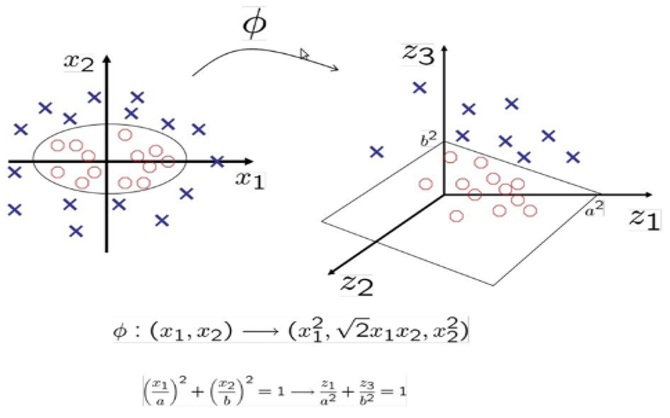 ϕ
x₂
x₁
z₃
b²
a²
z₁
z₂
ϕ : (x₁, x₂) ⟶ (x₁², √2x₁x₂, x₂²)
(x₁/a)² + (x₂/b)² = 1 ⟶ z₁/a² + z₃/b² = 1